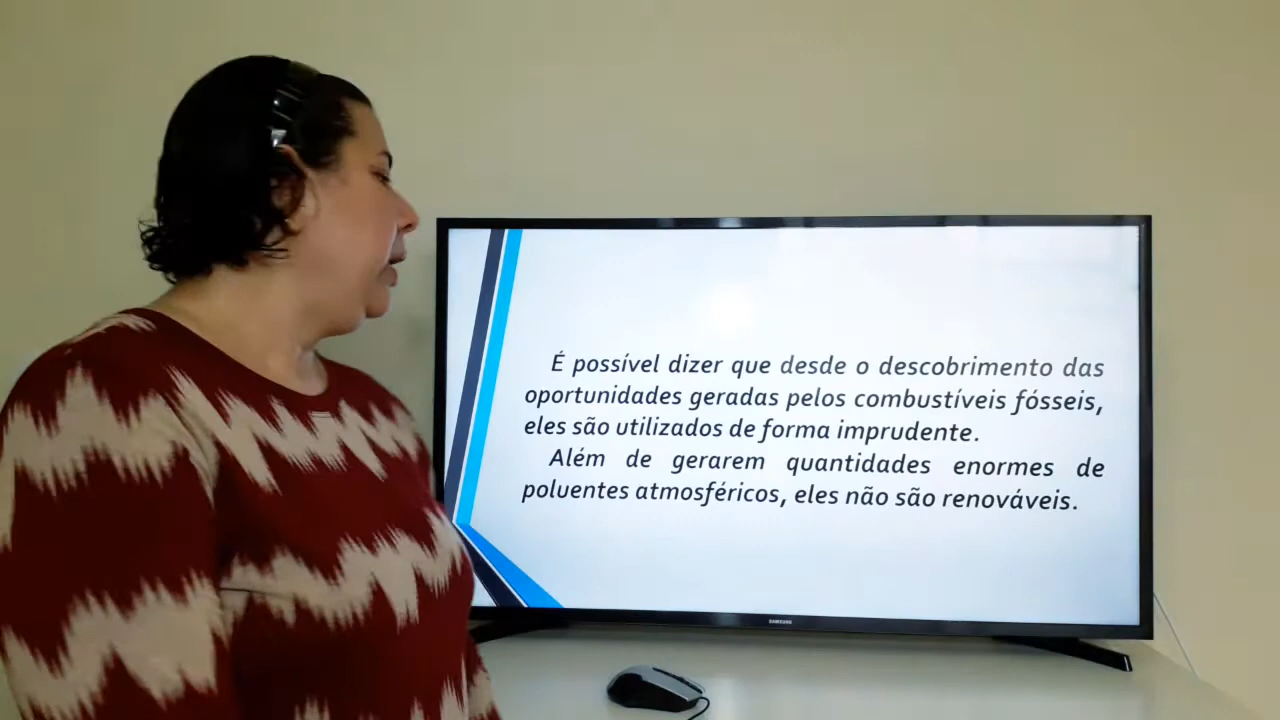 É possível dizer que desde o descobrimento das
oportunidades geradas pelos combustíveis fósseis,
eles são utilizados de forma imprudente.
Além de gerarem quantidades enormes de
poluentes atmosféricos, eles não são renováveis.
SAMSUNG